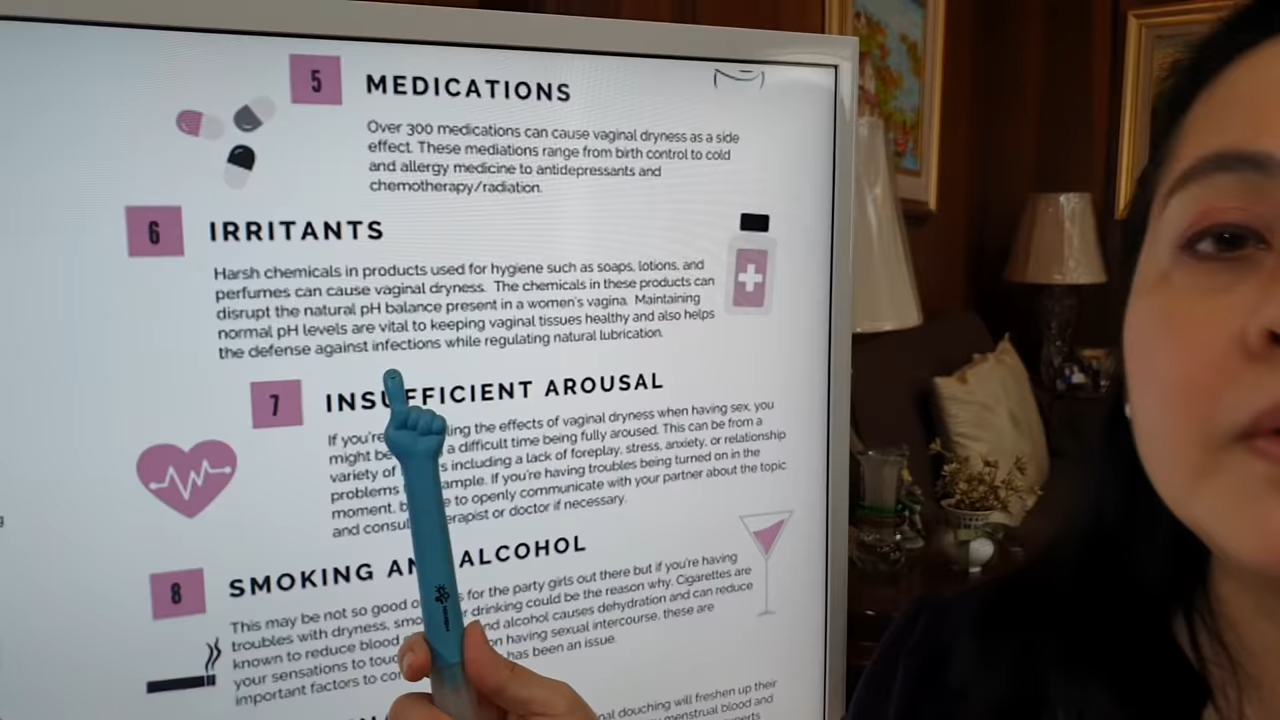 5
MEDICATIONS
Over 300 medications can cause vaginal dryness as a side
effect. These mediations range from birth control to cold
and allergy medicine to antidepressants and
chemotherapy/radiation.
6
IRRITANTS
Harsh chemicals in products used for hygiene such as soaps, lotions, and
perfumes can cause vaginal dryness. The chemicals in these products can
disrupt the natural pH balance present in a women's vagina. Maintaining
normal pH levels are vital to keeping vaginal tissues healthy and also helps
the defense against infections while regulating natural lubrication.
7
INSUFFICIENT AROUSAL
If you're ling the effects of vaginal dryness when having sex, you
might be a difficult time being fully aroused. This can be from a
variety of s including a lack of foreplay, stress, anxiety, or relationship
problems ample. If you're having troubles being turned on in the
moment, b e to openly communicate with your partner about the topic
and consul erapist or doctor if necessary.
8
SMOKING AN ALCOHOL
This may be not so good o s for the party girls out there but if you're having
troubles with dryness, smo r drinking could be the reason why. Cigarettes are
known to reduce blood nd alcohol causes dehydration and can reduce
your sensations to touc on having sexual intercourse, these are
important factors to con has been an issue.
nal douching will freshen up their
menstrual blood and
perts